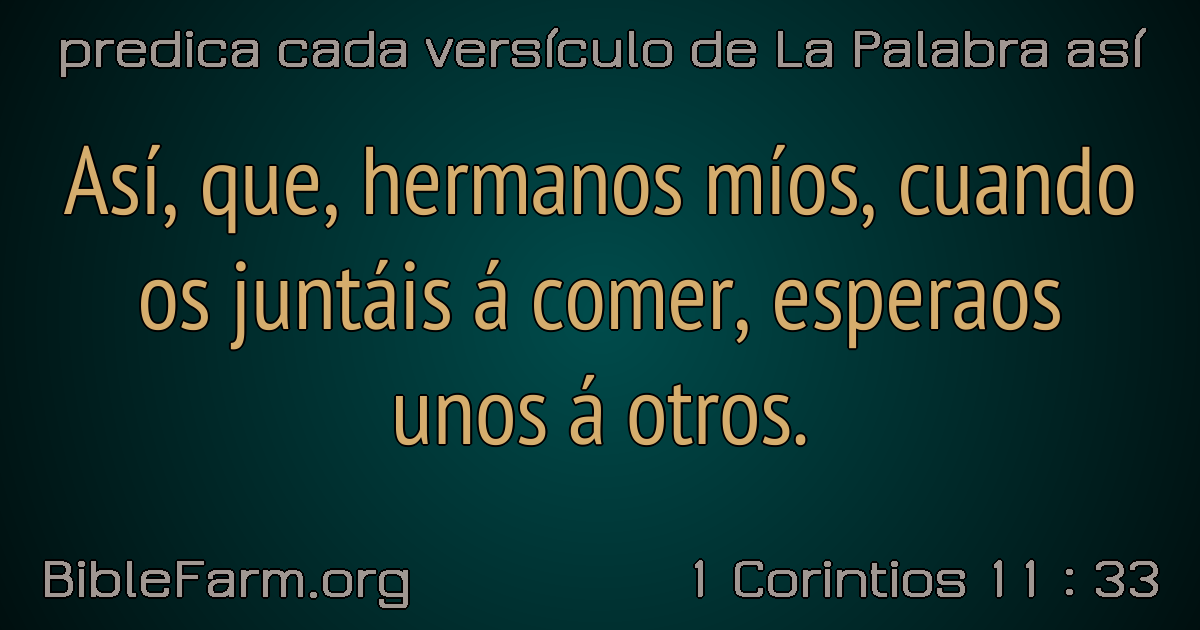 predica cada versículo de La Palabra así
Así, que, hermanos míos, cuando
os juntáis á comer, esperaos
unos á otros.
BibleFarm.org
1 Corintios 11 : 33